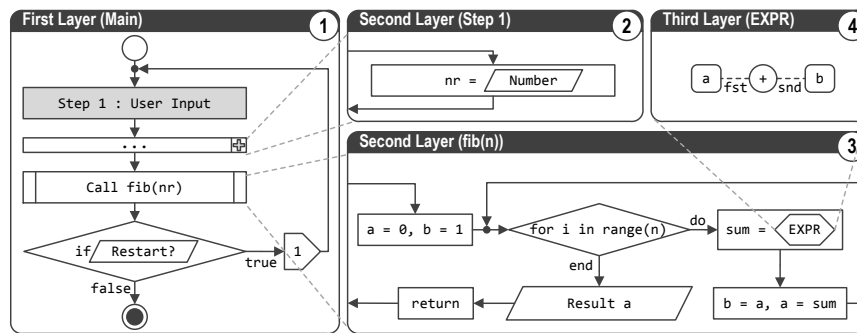 First Layer (Main)
1
Step 1 : User Input
...
Call fib(nr)
if Restart?
true
1
false
Second Layer (Step 1)
2
nr = Number
Third Layer (EXPR)
4
a
fst
+
snd
b
Second Layer (fib(n))
3
a = 0, b = 1
for i in range(n)
do
sum = EXPR
end
return
Result a
b = a, a = sum